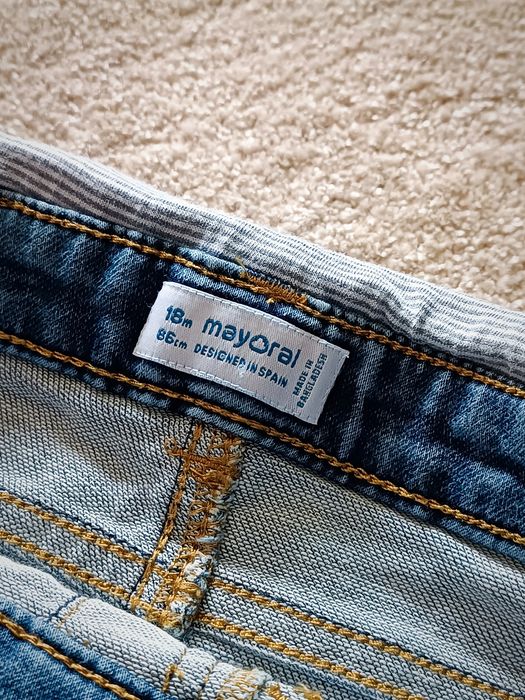 18m mayoral
86cm DESIGNED IN SPAIN
MADE IN
BANGLADESH